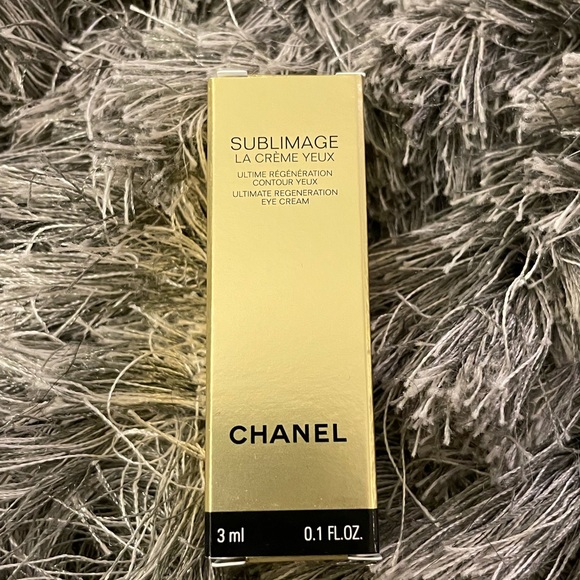 SUBLIMAGE
LA CRÈME YEUX
ULTIME RÉGÉNÉRATION
CONTOUR YEUX
ULTIMATE REGENERATION
EYE CREAM
CHANEL
3 ml 0.1 FL.OZ.